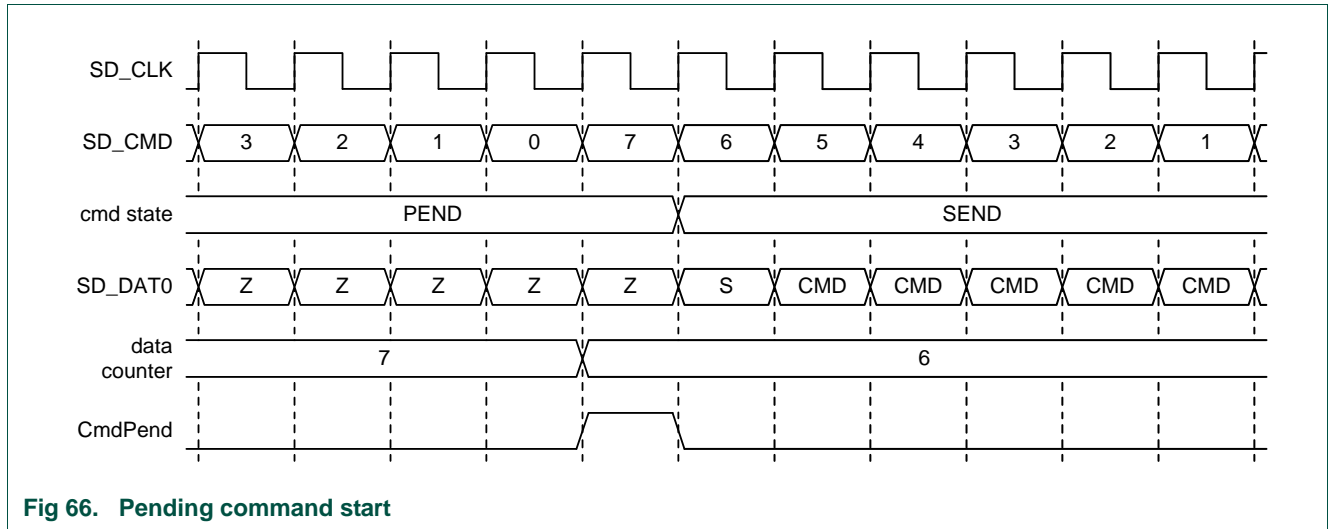 SD_CLK
SD_CMD 3 2 1 0 7 6 5 4 3 2 1
cmd state PEND SEND
SD_DAT0 Z Z Z Z Z S CMD CMD CMD CMD CMD
data
counter 7 6
CmdPend
Fig 66. Pending command start